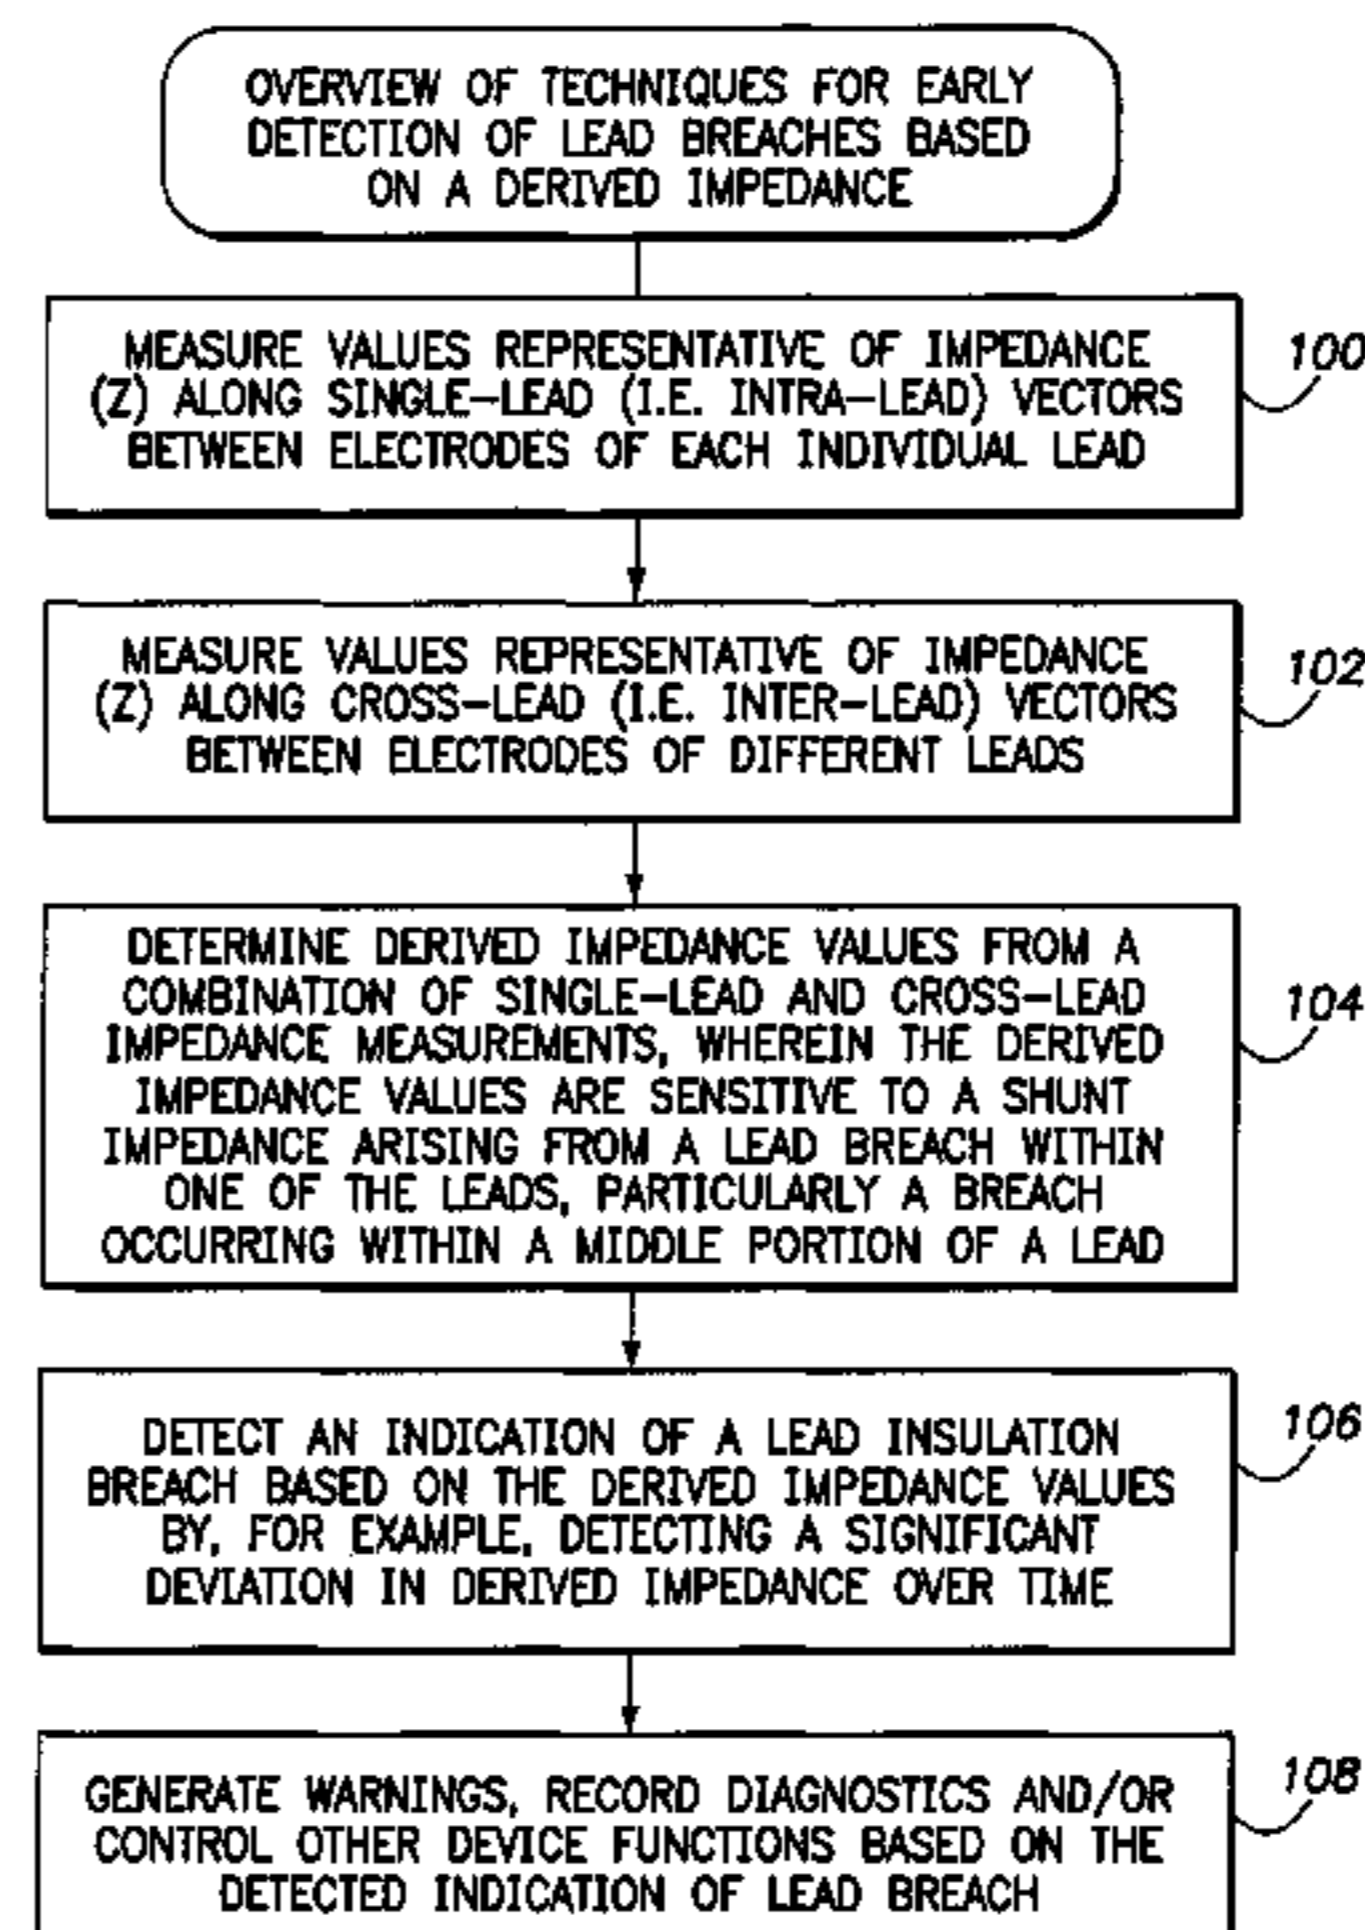 OVERVIEW OF TECHNIQUES FOR EARLY
DETECTION OF LEAD BREACHES BASED
ON A DERIVED IMPEDANCE
MEASURE VALUES REPRESENTATIVE OF IMPEDANCE
(Z) ALONG SINGLE-LEAD (I.E. INTRA-LEAD) VECTORS
BETWEEN ELECTRODES OF EACH INDIVIDUAL LEAD
100
MEASURE VALUES REPRESENTATIVE OF IMPEDANCE
(Z) ALONG CROSS-LEAD (I.E. INTER-LEAD) VECTORS
BETWEEN ELECTRODES OF DIFFERENT LEADS
102
DETERMINE DERIVED IMPEDANCE VALUES FROM A
COMBINATION OF SINGLE-LEAD AND CROSS-LEAD
IMPEDANCE MEASUREMENTS, WHEREIN THE DERIVED
IMPEDANCE VALUES ARE SENSITIVE TO A SHUNT
IMPEDANCE ARISING FROM A LEAD BREACH WITHIN
ONE OF THE LEADS, PARTICULARLY A BREACH
OCCURRING WITHIN A MIDDLE PORTION OF A LEAD
104
DETECT AN INDICATION OF A LEAD INSULATION
BREACH BASED ON THE DERIVED IMPEDANCE VALUES
BY, FOR EXAMPLE, DETECTING A SIGNIFICANT
DEVIATION IN DERIVED IMPEDANCE OVER TIME
106
GENERATE WARNINGS, RECORD DIAGNOSTICS AND/OR
CONTROL OTHER DEVICE FUNCTIONS BASED ON THE
DETECTED INDICATION OF LEAD BREACH
108